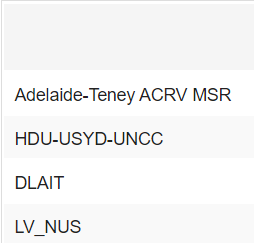 Adelaide-Teney ACRV MSR
HDU-USYD-UNCC
DLAIT
LV_NUS